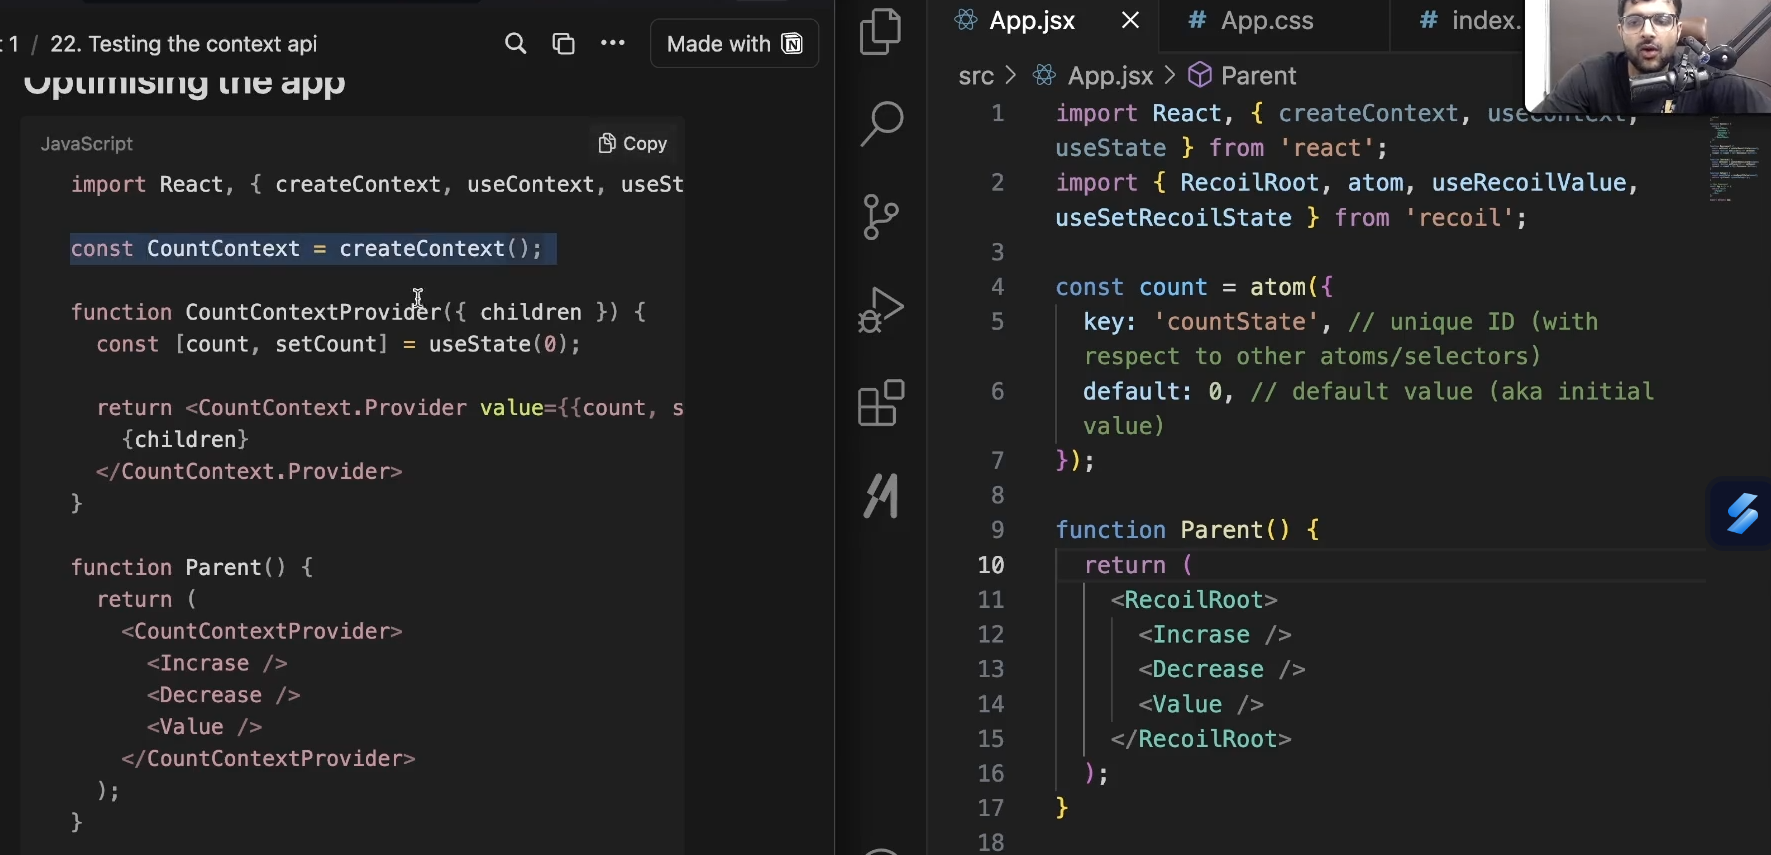 1 / 22. Testing the context api
Made with
Optimising the app
JavaScript
Copy
import React, { createContext, useContext, useSt
const CountContext = createContext();
function CountContextProvider({ children }) {
const [count, setCount] = useState(0);
return <CountContext.Provider value={{count, s
{children}
</CountContext.Provider>
}
function Parent() {
return (
<CountContextProvider>
<Incrase />
<Decrease />
<Value />
</CountContextProvider>
);
}
App.jsx
# App.css
# index.
src > App.jsx > Parent
1 import React, { createContext, useContext,
useState } from 'react';
2 import { RecoilRoot, atom, useRecoilValue,
useSetRecoilState } from 'recoil';
3
4 const count = atom({
5 key: 'countState', // unique ID (with
respect to other atoms/selectors)
6 default: 0, // default value (aka initial
value)
7 });
8
9 function Parent() {
10 return (
11 <RecoilRoot>
12 <Incrase />
13 <Decrease />
14 <Value />
15 </RecoilRoot>
16 );
17 }
18